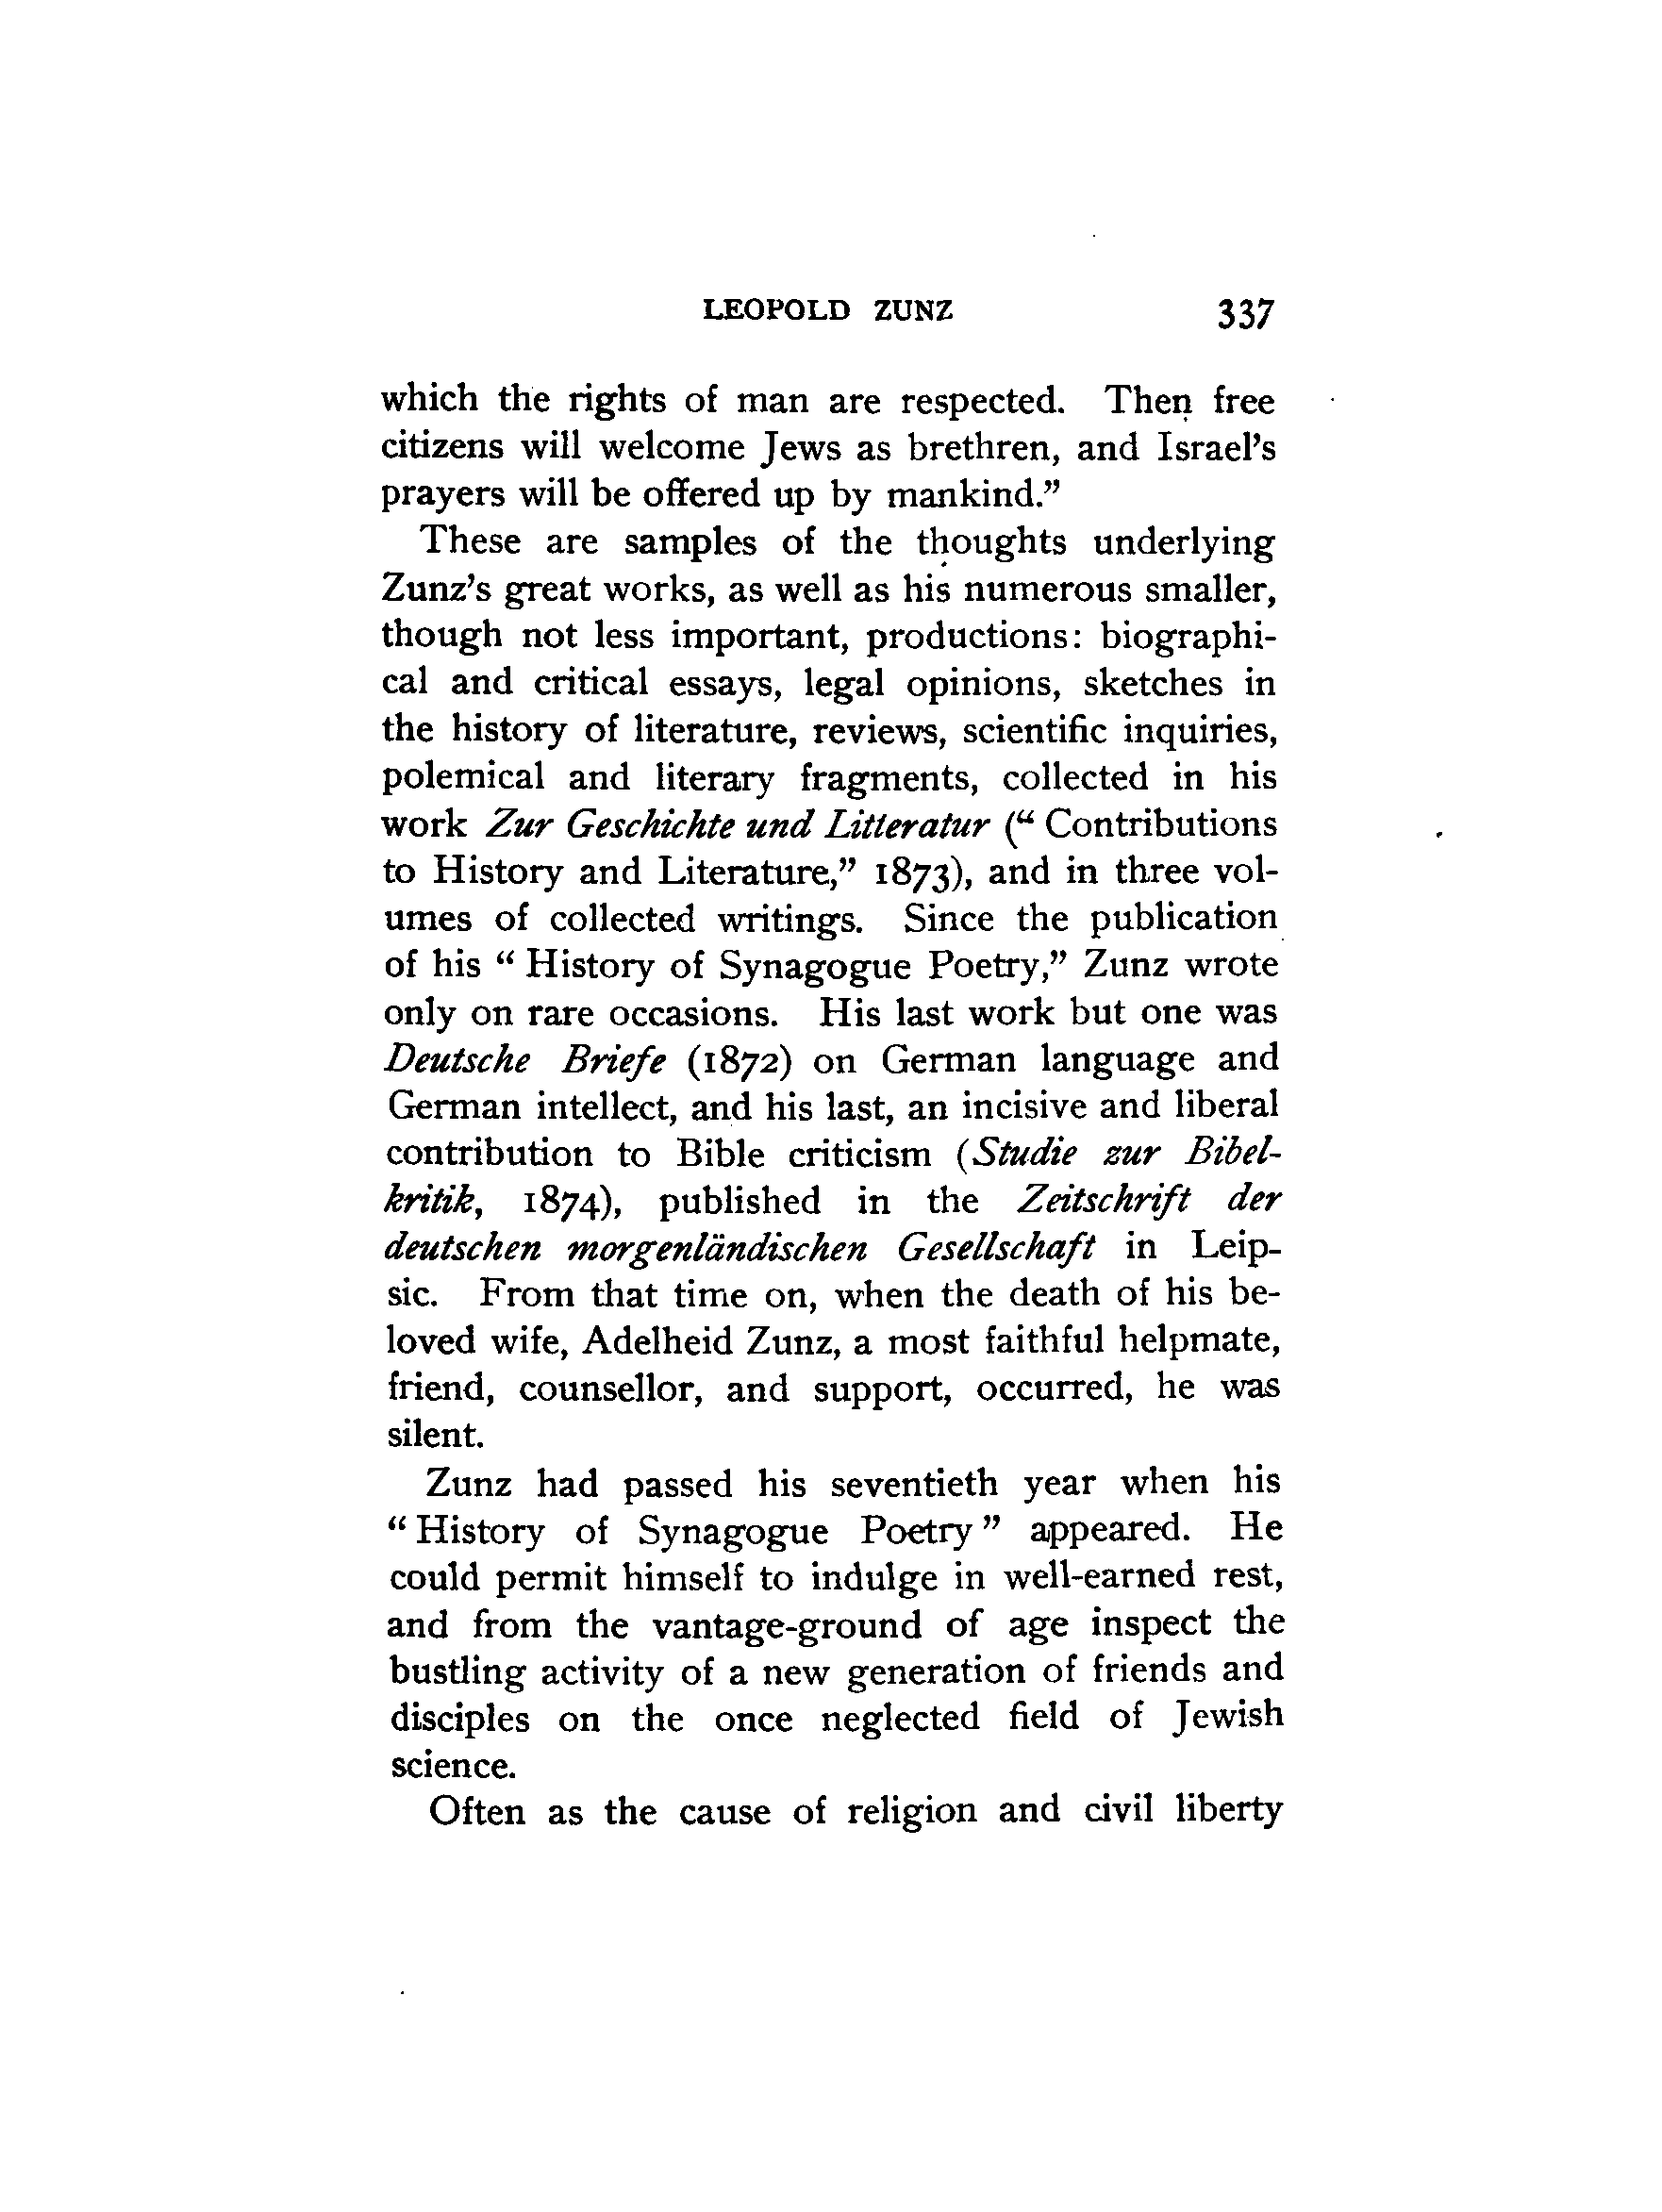 LEOPOLD ZUNZ 337
which the rights of man are respected. Then free
citizens will welcome Jews as brethren, and Israel's
prayers will be offered up by mankind.”
These are samples of the thoughts underlying
Zunz's great works, as well as his numerous smaller,
though not less important, productions: biographi-
cal and critical essays, legal opinions, sketches in
the history of literature, reviews, scientific inquiries,
polemical and literary fragments, collected in his
work Zur Geschichte und Litteratur (“ Contributions
to History and Literature,” 1873), and in three vol-
umes of collected writings. Since the publication
of his “ History of Synagogue Poetry,” Zunz wrote
only on rare occasions. His last work but one was
Deutsche Briefe (1872) on German language and
German intellect, and his last, an incisive and liberal
contribution to Bible criticism (Studie zur Bibel-
kritik, 1874), published in the Zeitschrift der
deutschen morgenländischen Gesellschaft in Leip-
sic. From that time on, when the death of his be-
loved wife, Adelheid Zunz, a most faithful helpmate,
friend, counsellor, and support, occurred, he was
silent.
Zunz had passed his seventieth year when his
“ History of Synagogue Poetry ” appeared. He
could permit himself to indulge in well-earned rest,
and from the vantage-ground of age inspect the
bustling activity of a new generation of friends and
disciples on the once neglected field of Jewish
science.
Often as the cause of religion and civil liberty